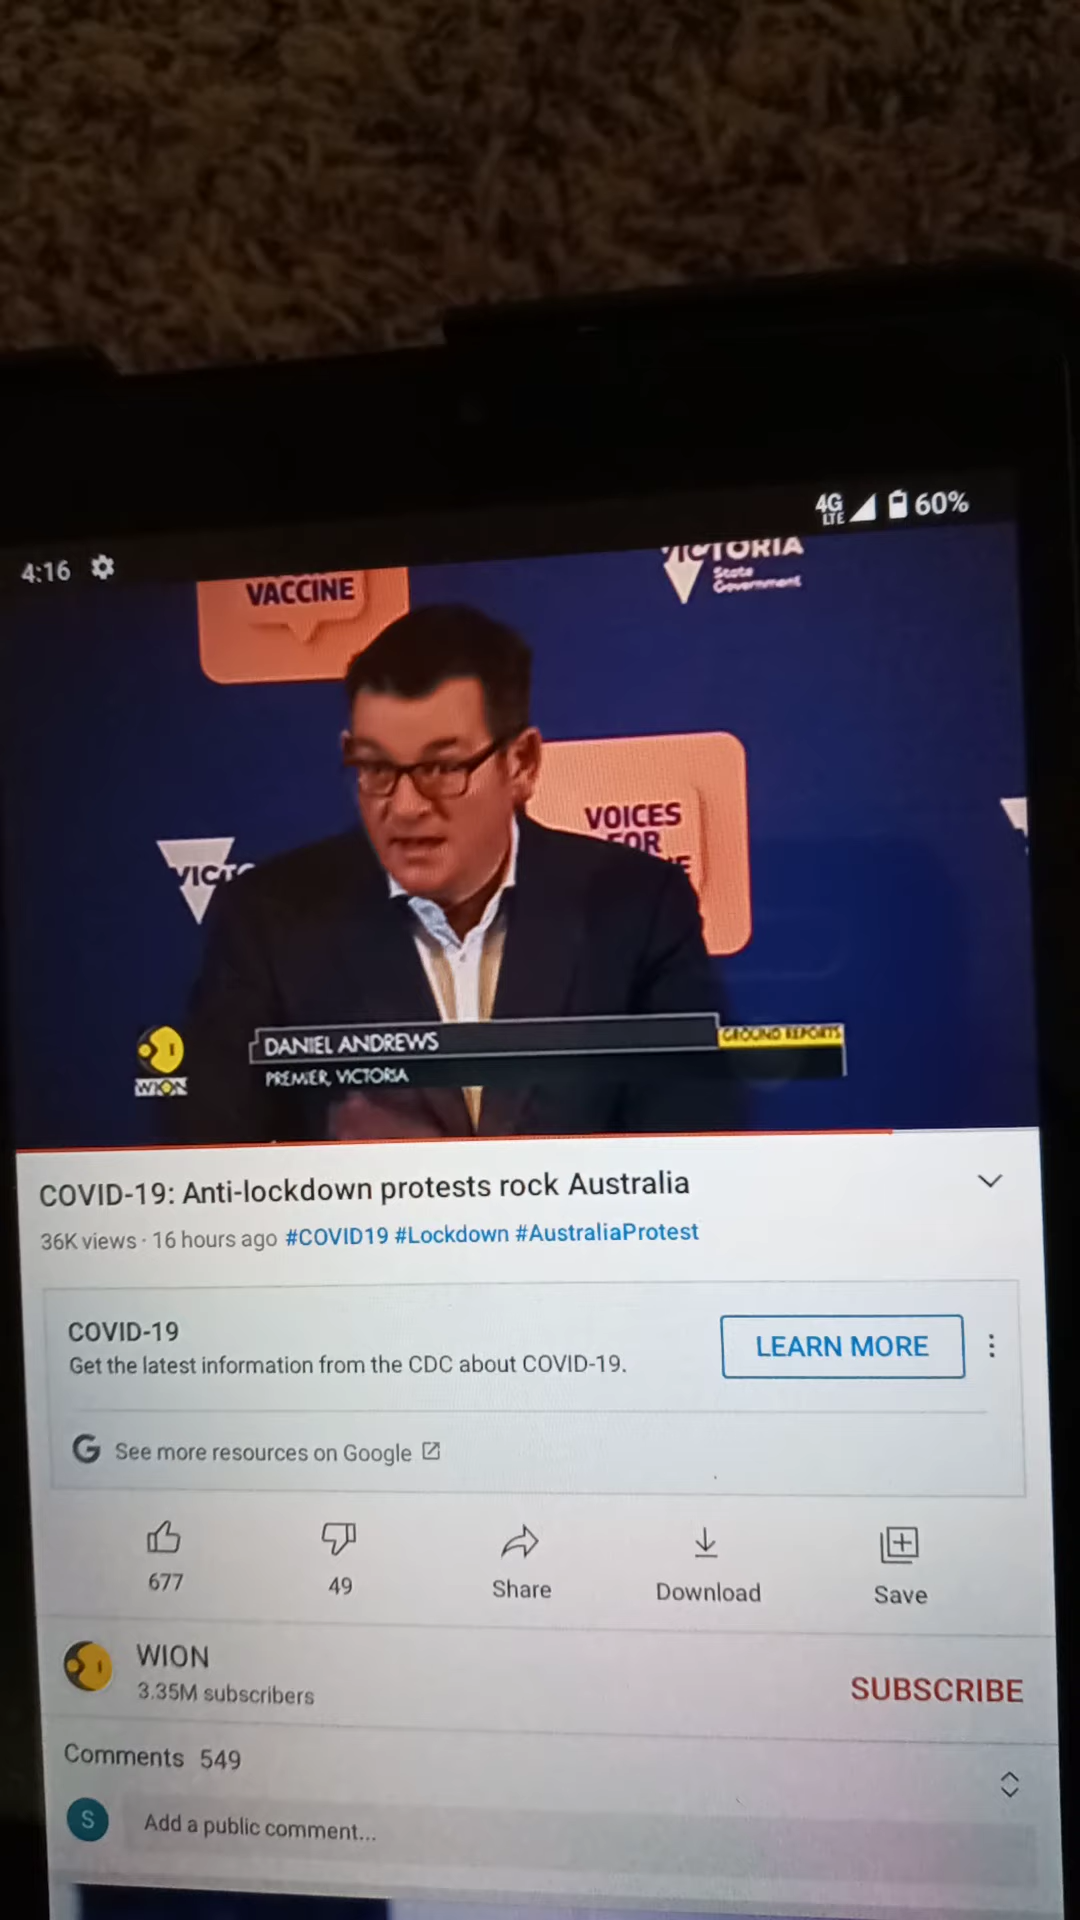 4G
LTE
60%
4:16
VACCINE
VICTORIA
State
Government
VOICES
FOR
DANIEL ANDREWS
GROUND REPORTS
PREMIER, VICTORIA
WION
COVID-19: Anti-lockdown protests rock Australia
36K views · 16 hours ago #COVID19 #Lockdown #AustraliaProtest
COVID-19
Get the latest information from the CDC about COVID-19.
LEARN MORE
G See more resources on Google
677
49
Share
Download
Save
WION
3.35M subscribers
SUBSCRIBE
Comments 549
S
Add a public comment...